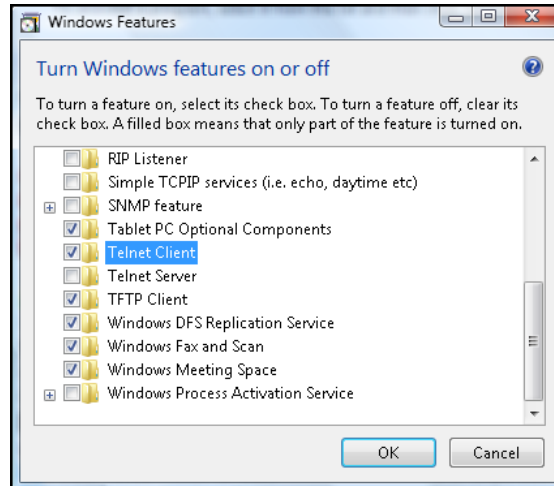 Windows Features
Turn Windows features on or off
To turn a feature on, select its check box. To turn a feature off, clear its
check box. A filled box means that only part of the feature is turned on.
RIP Listener
Simple TCPIP services (i.e. echo, daytime etc)
SNMP feature
Tablet PC Optional Components
Telnet Client
Telnet Server
TFTP Client
Windows DFS Replication Service
Windows Fax and Scan
Windows Meeting Space
Windows Process Activation Service
OK Cancel